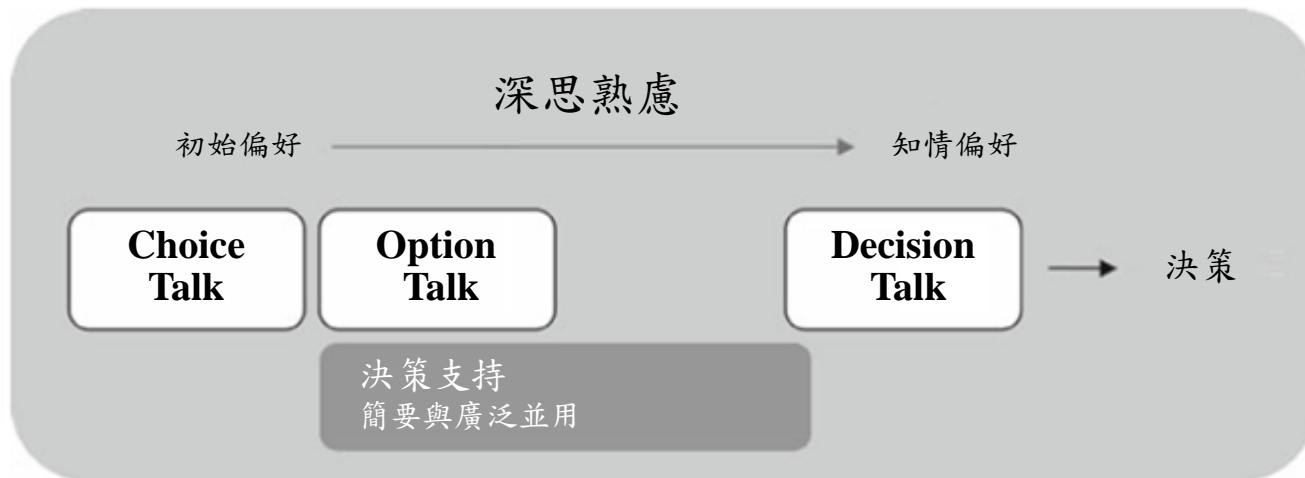 深思熟慮
初始偏好
知情偏好
Choice
Talk
Option
Talk
Decision
Talk
決策
決策支持
簡要與廣泛並用